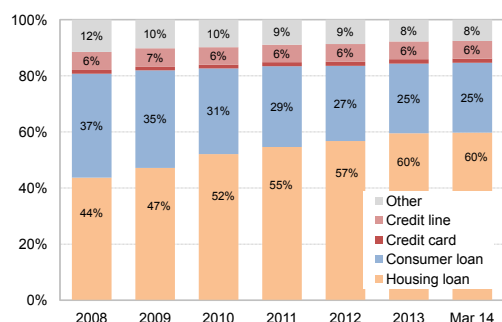 100%
80%
60%
40%
20%
0%
12% 10% 10% 9% 9% 8% 8%
6% 7% 6% 6% 6% 6% 6%
37% 35% 31% 29% 27% 25% 25%
44% 47% 52% 55% 57% 60% 60%
Other
Credit line
Credit card
Consumer loan
Housing loan
2008 2009 2010 2011 2012 2013 Mar 14